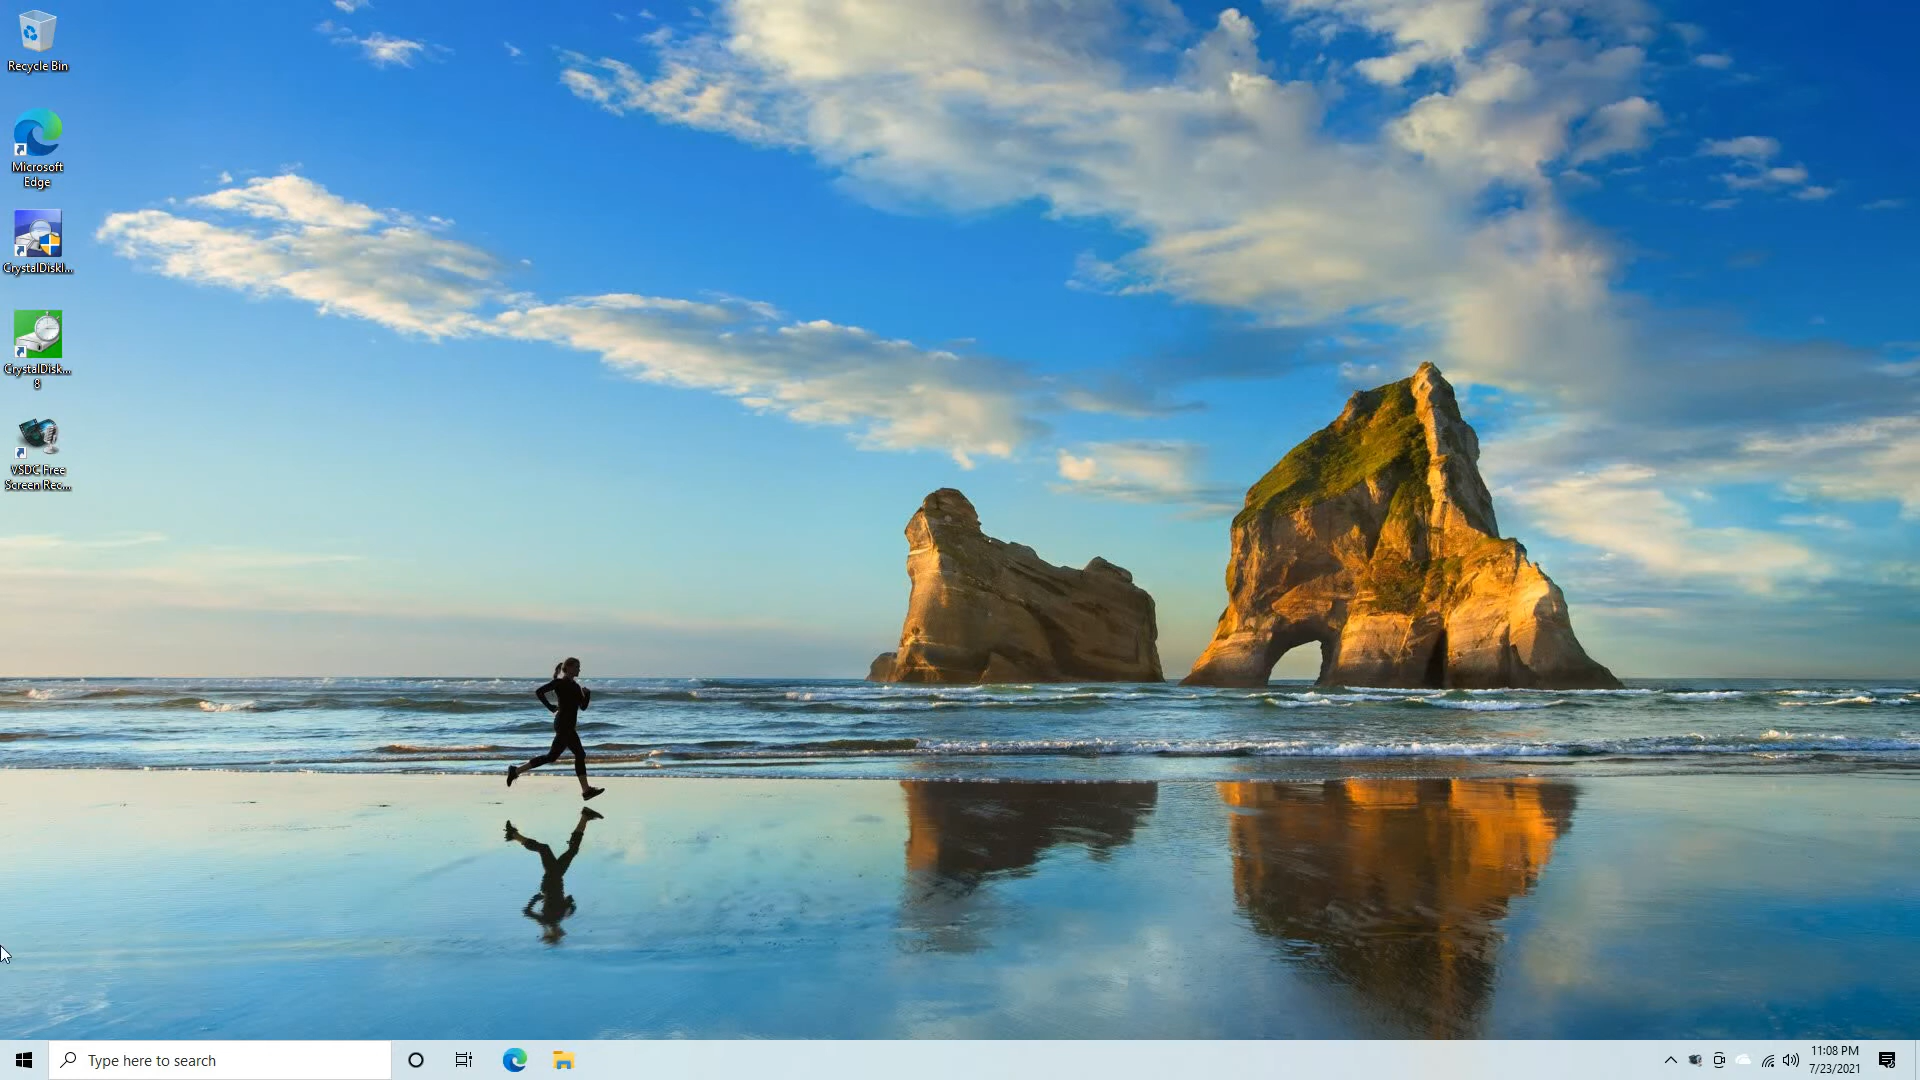 Recycle Bin
Microsoft
Edge
CrystalDiskI...
CrystalDisk...
8
VSDC Free
Screen Rec...
Type here to search
11:08 PM
7/23/2021